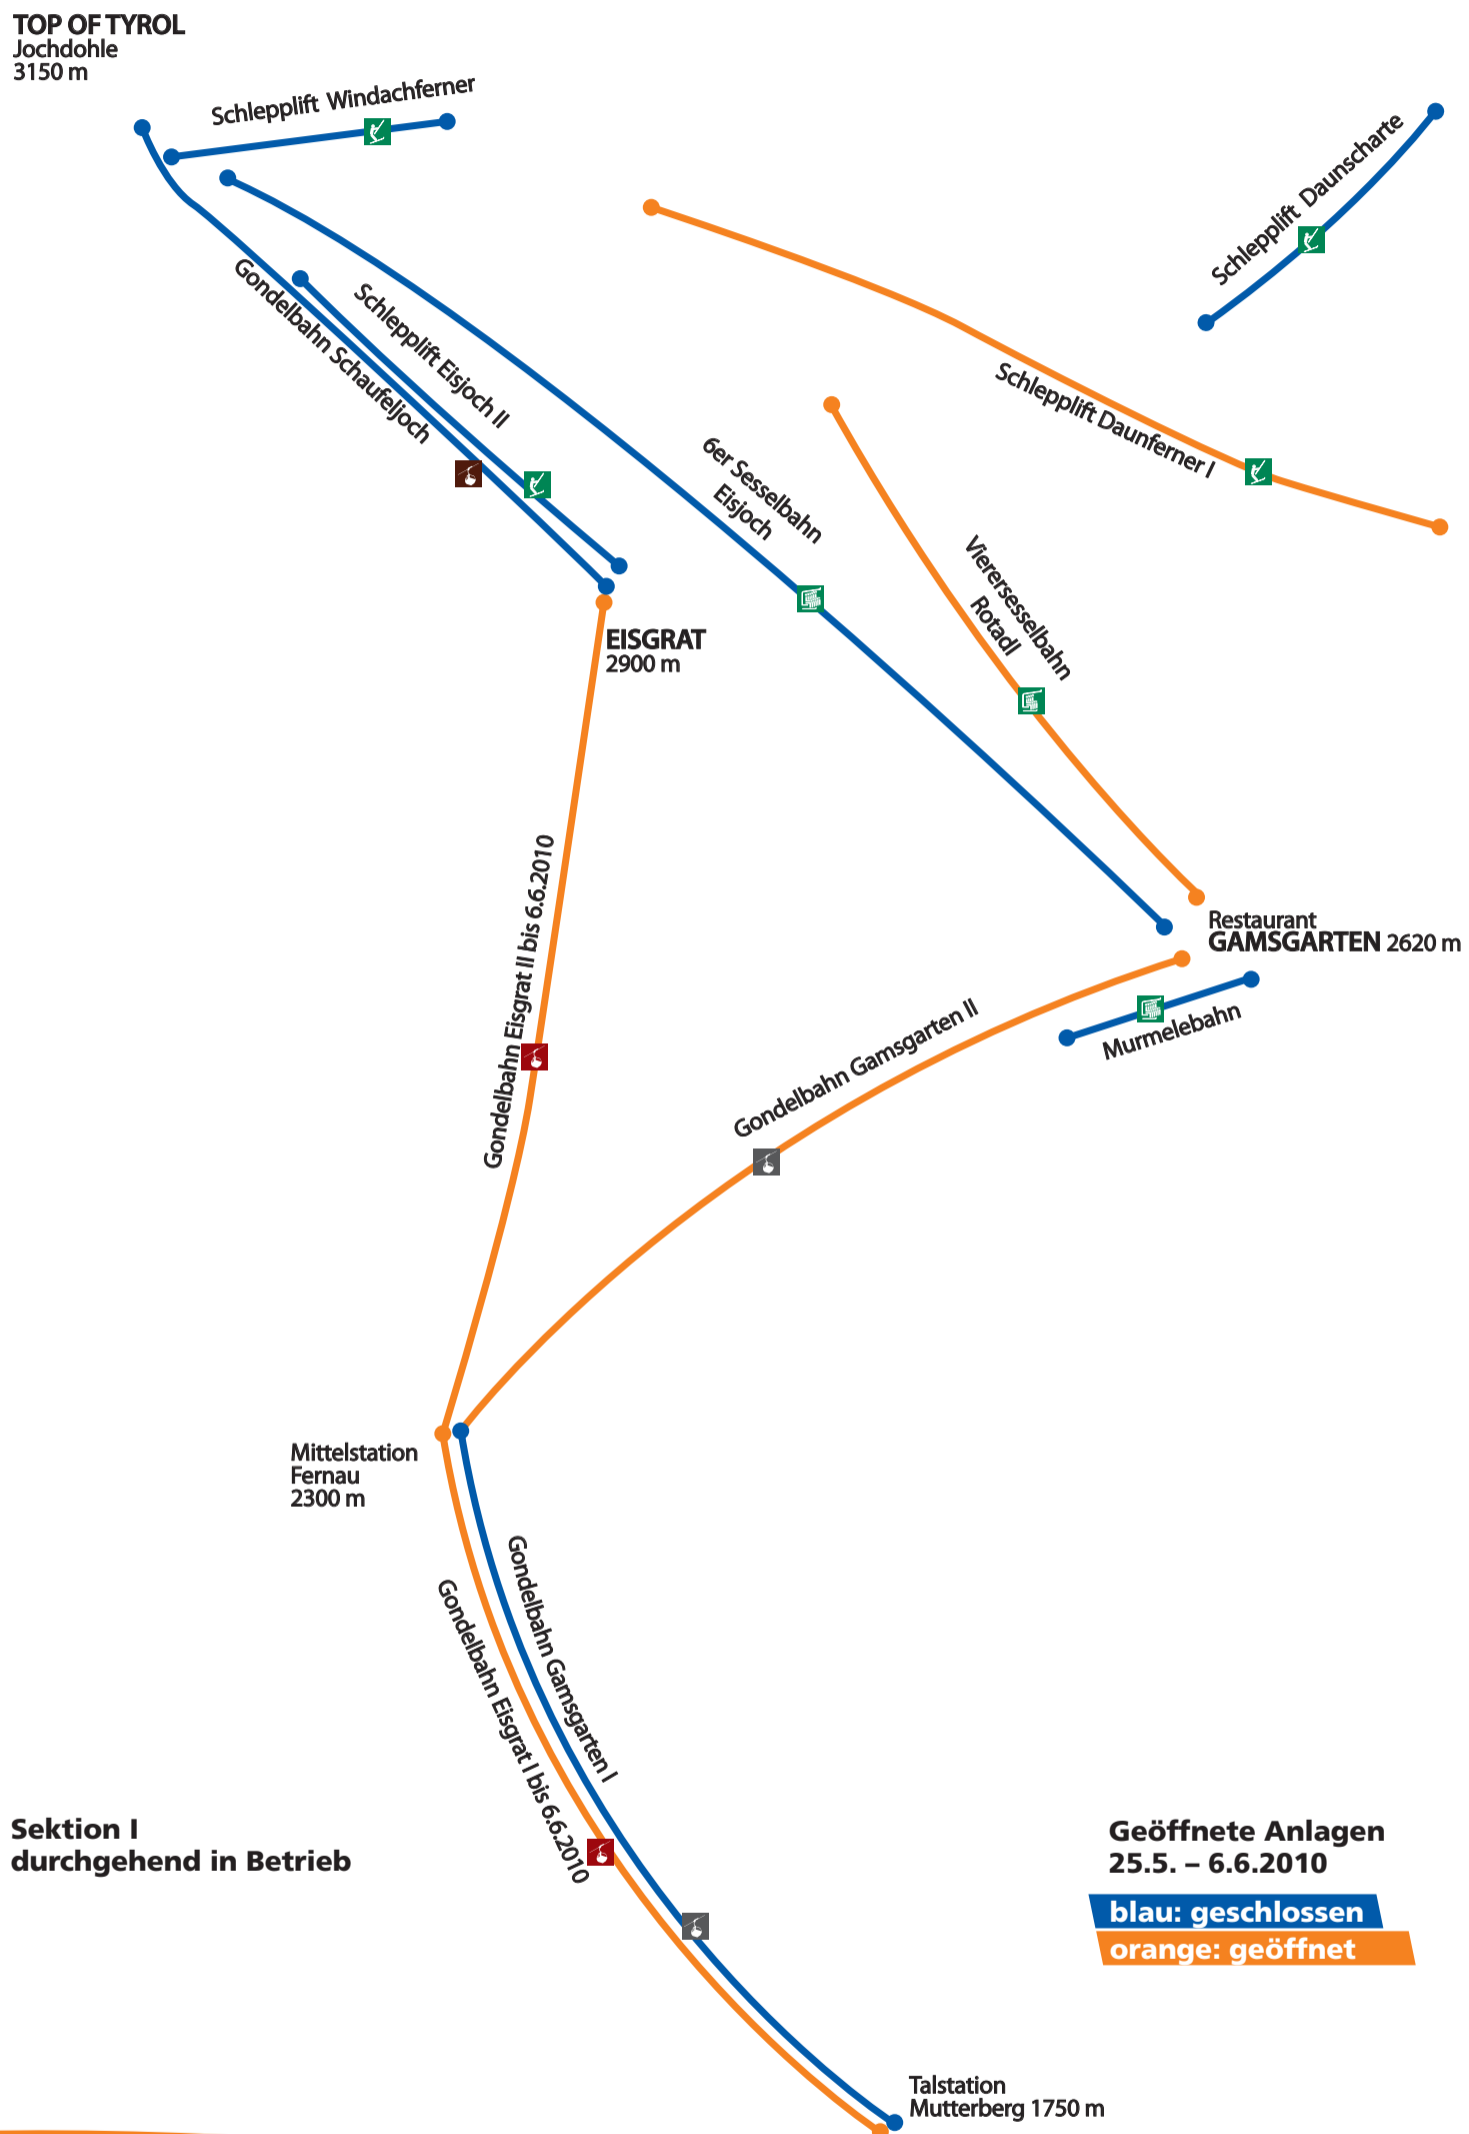 TOP OF TYROL
Jochdohle
3150 m
Schlepplift Windachferner
Schlepplift Daunscharte
Gondelbahn Schaufeljoch
Schlepplift Eisjoch II
Schlepplift Daunferner I
6er Sesselbahn
Eisjoch
Vierersesselbahn
Rotadl
EISGRAT
2900 m
Gondelbahn Eisgrat II bis 6.6.2010
Restaurant
GAMSGARTEN 2620 m
Murmelebahn
Gondelbahn Gamsgarten II
Mittelstation
Fernau
2300 m
Gondelbahn Gamsgarten I
Gondelbahn Eisgrat I bis 6.6.2010
Sektion I
durchgehend in Betrieb
Geöffnete Anlagen
25.5. – 6.6.2010
blau: geschlossen
orange: geöffnet
Talstation
Mutterberg 1750 m